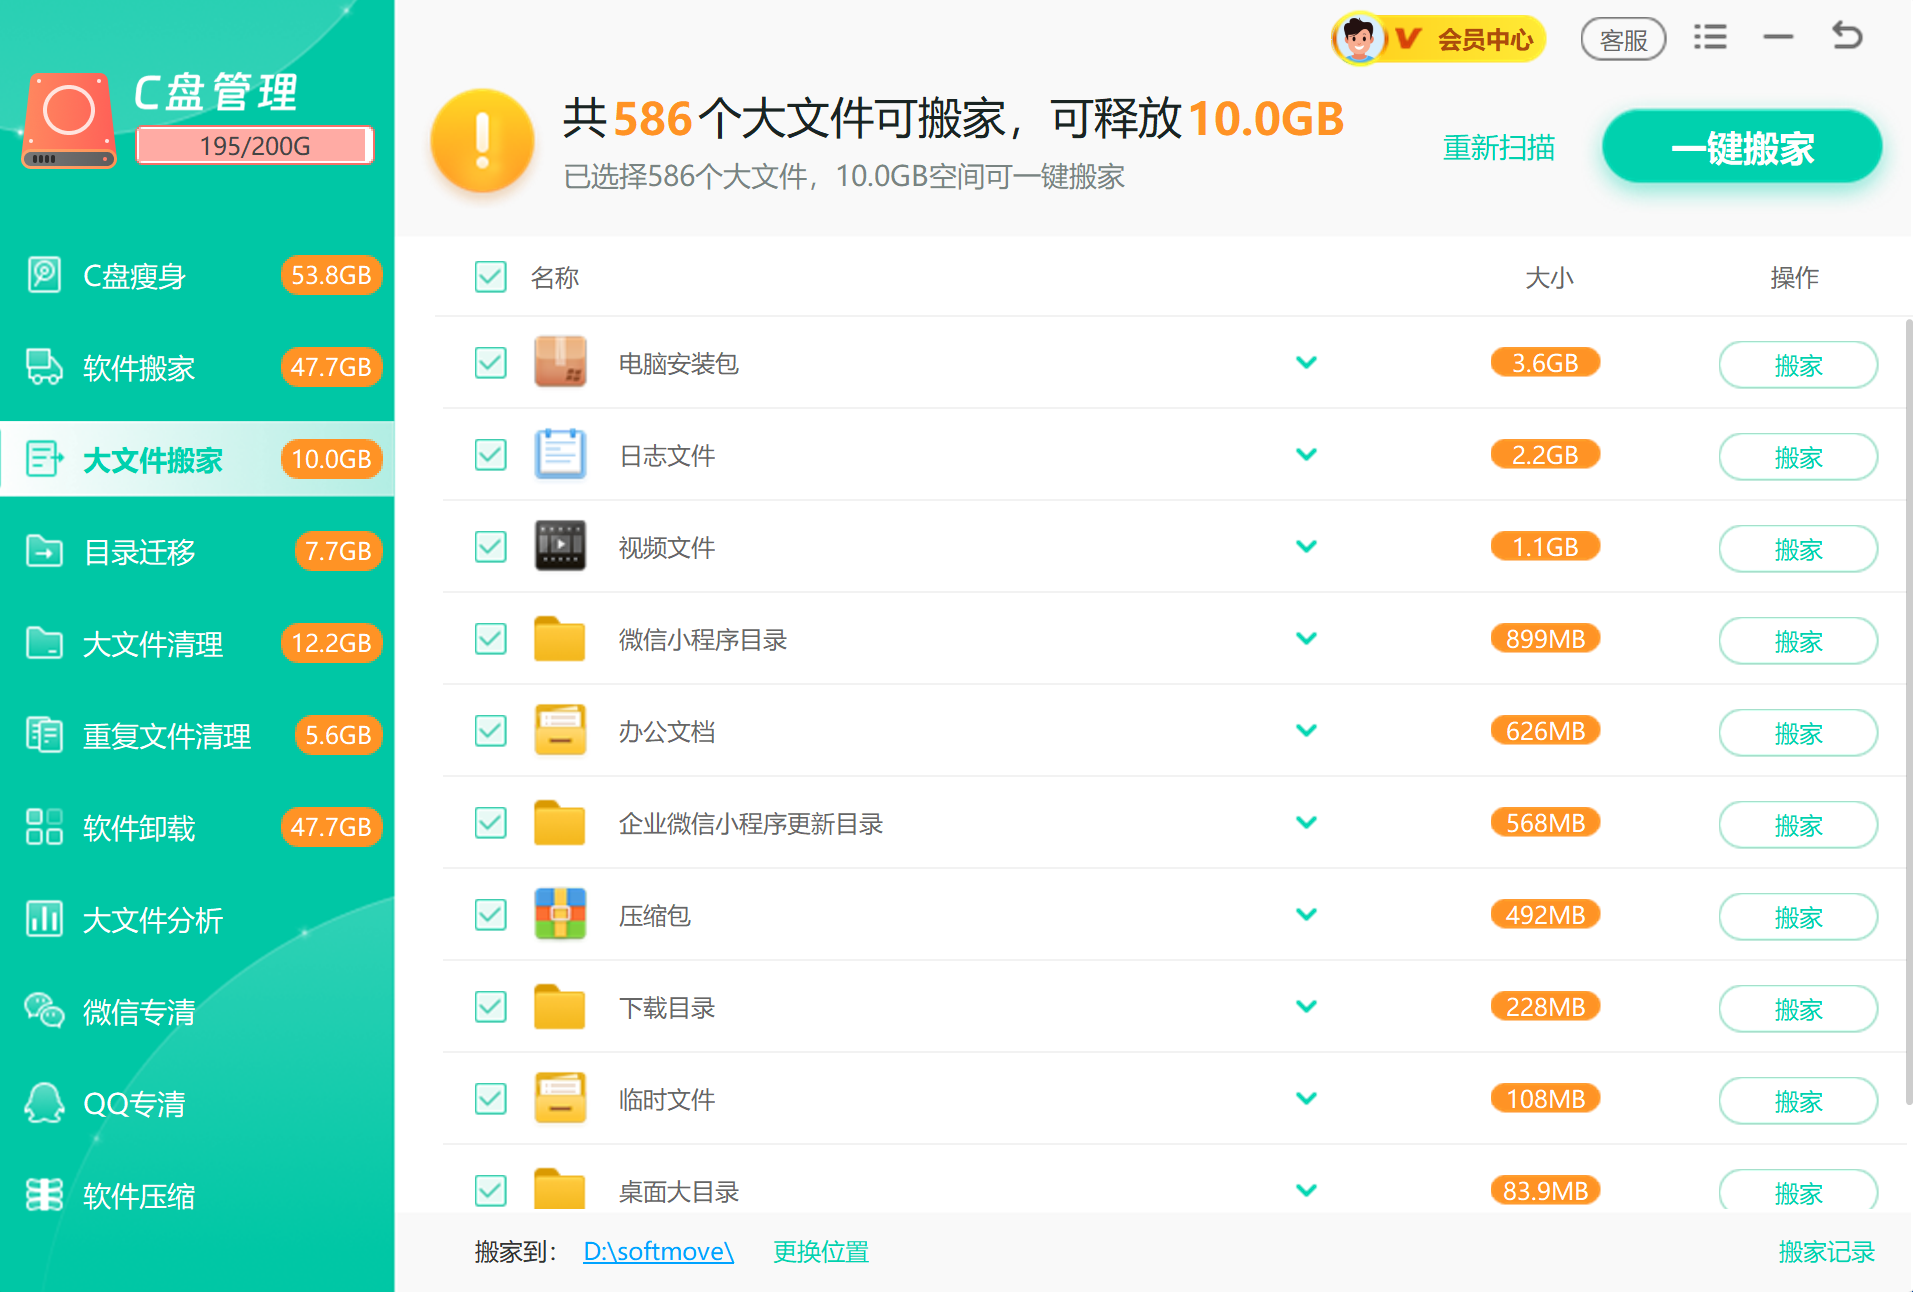 会员中心
客服
C盘管理
195/200G
共586个大文件可搬家，可释放10.0GB
已选择586个大文件，10.0GB空间可一键搬家
重新扫描
一键搬家
C盘瘦身 53.8GB
软件搬家 47.7GB
大文件搬家 10.0GB
目录迁移 7.7GB
大文件清理 12.2GB
重复文件清理 5.6GB
软件卸载 47.7GB
大文件分析
微信专清
QQ专清
软件压缩
名称 大小 操作
电脑安装包 3.6GB 搬家
日志文件 2.2GB 搬家
视频文件 1.1GB 搬家
微信小程序目录 899MB 搬家
办公文档 626MB 搬家
企业微信小程序更新目录 568MB 搬家
压缩包 492MB 搬家
下载目录 228MB 搬家
临时文件 108MB 搬家
桌面大目录 83.9MB 搬家
搬家到： D:\softmove\ 更换位置 搬家记录